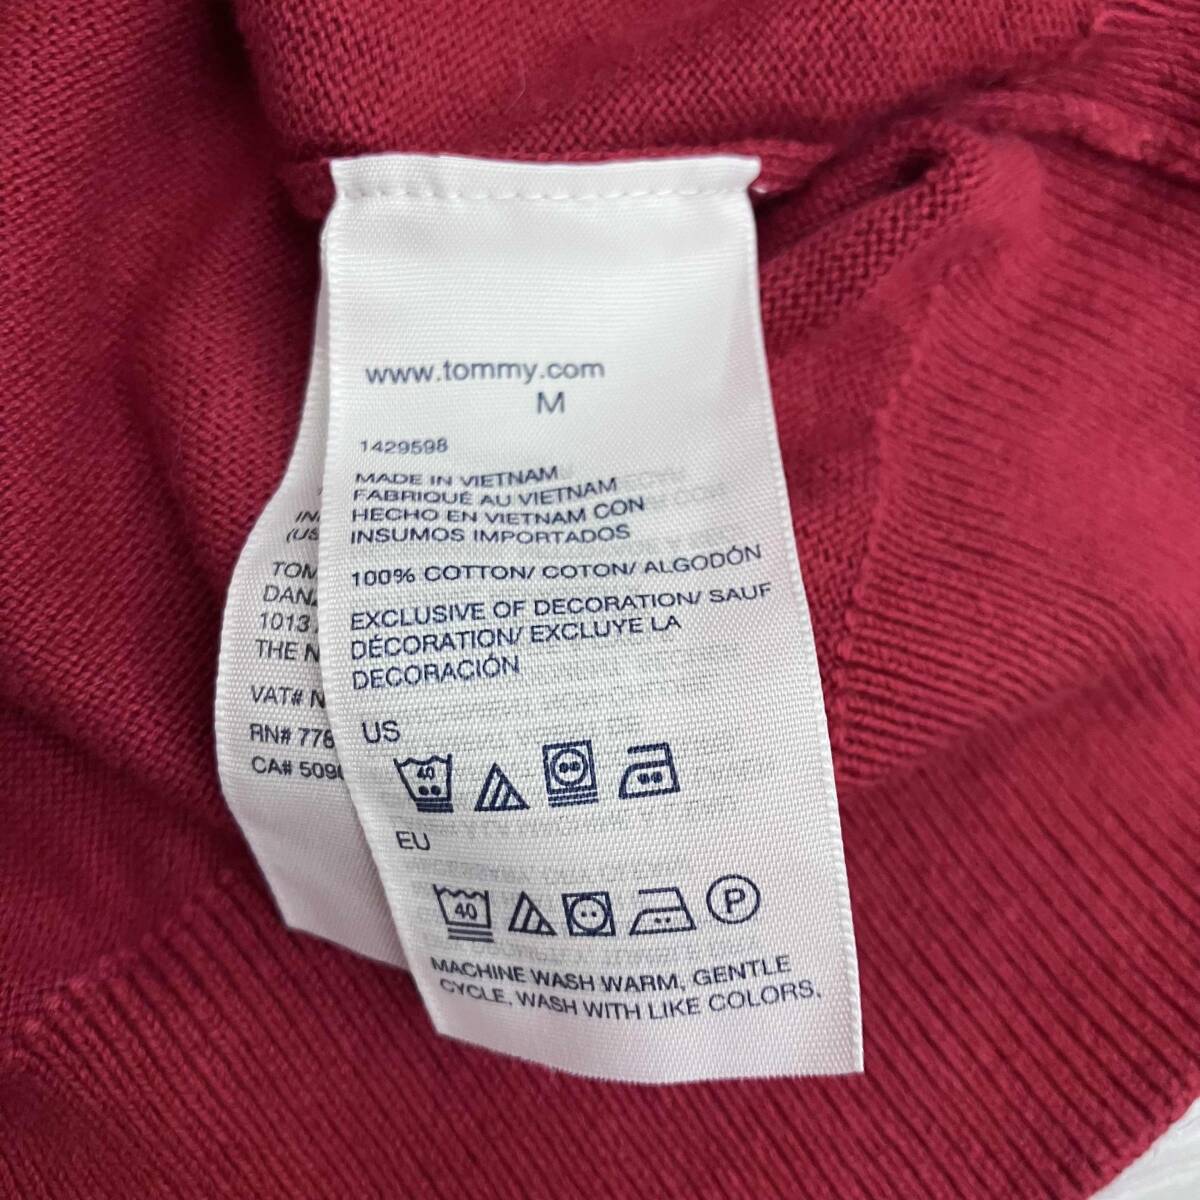 www.tommy.com
M
1429598
MADE IN VIETNAM
FABRIQUÉ AU VIETNAM
HECHO EN VIETNAM CON
INSUMOS IMPORTADOS
100% COTTON/ COTON/ ALGODÓN
EXCLUSIVE OF DECORATION/ SAUF
DÉCORATION/ EXCLUYE LA
DECORACIÓN
US
40
EU
40
P
MACHINE WASH WARM, GENTLE
CYCLE, WASH WITH LIKE COLORS,
(US
TOM
DAN
1013
THE N
VAT# N
RN# 778
CA# 509